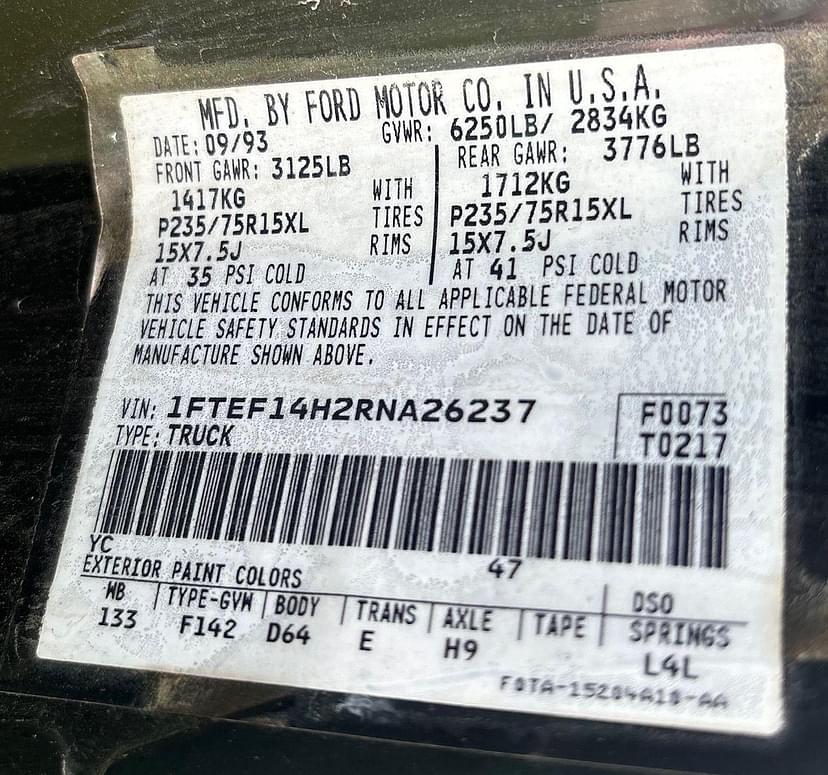 MFD. BY FORD MOTOR CO. IN U.S.A.
DATE: 09/93 GVWR: 6250LB/ 2834KG
FRONT GAWR: 3125LB REAR GAWR: 3776LB
1417KG WITH 1712KG WITH
P235/75R15XL TIRES P235/75R15XL TIRES
15X7.5J RIMS 15X7.5J RIMS
AT 35 PSI COLD AT 41 PSI COLD
THIS VEHICLE CONFORMS TO ALL APPLICABLE FEDERAL MOTOR
VEHICLE SAFETY STANDARDS IN EFFECT ON THE DATE OF
MANUFACTURE SHOWN ABOVE.
VIN: 1FTEF14H2RNA26237 F0073
TYPE: TRUCK T0217
YC 47
EXTERIOR PAINT COLORS DSO
WB TYPE-GVW BODY TRANS AXLE TAPE SPRINGS
133 F142 D64 E H9 L4L
F0TA-15204A10-AA